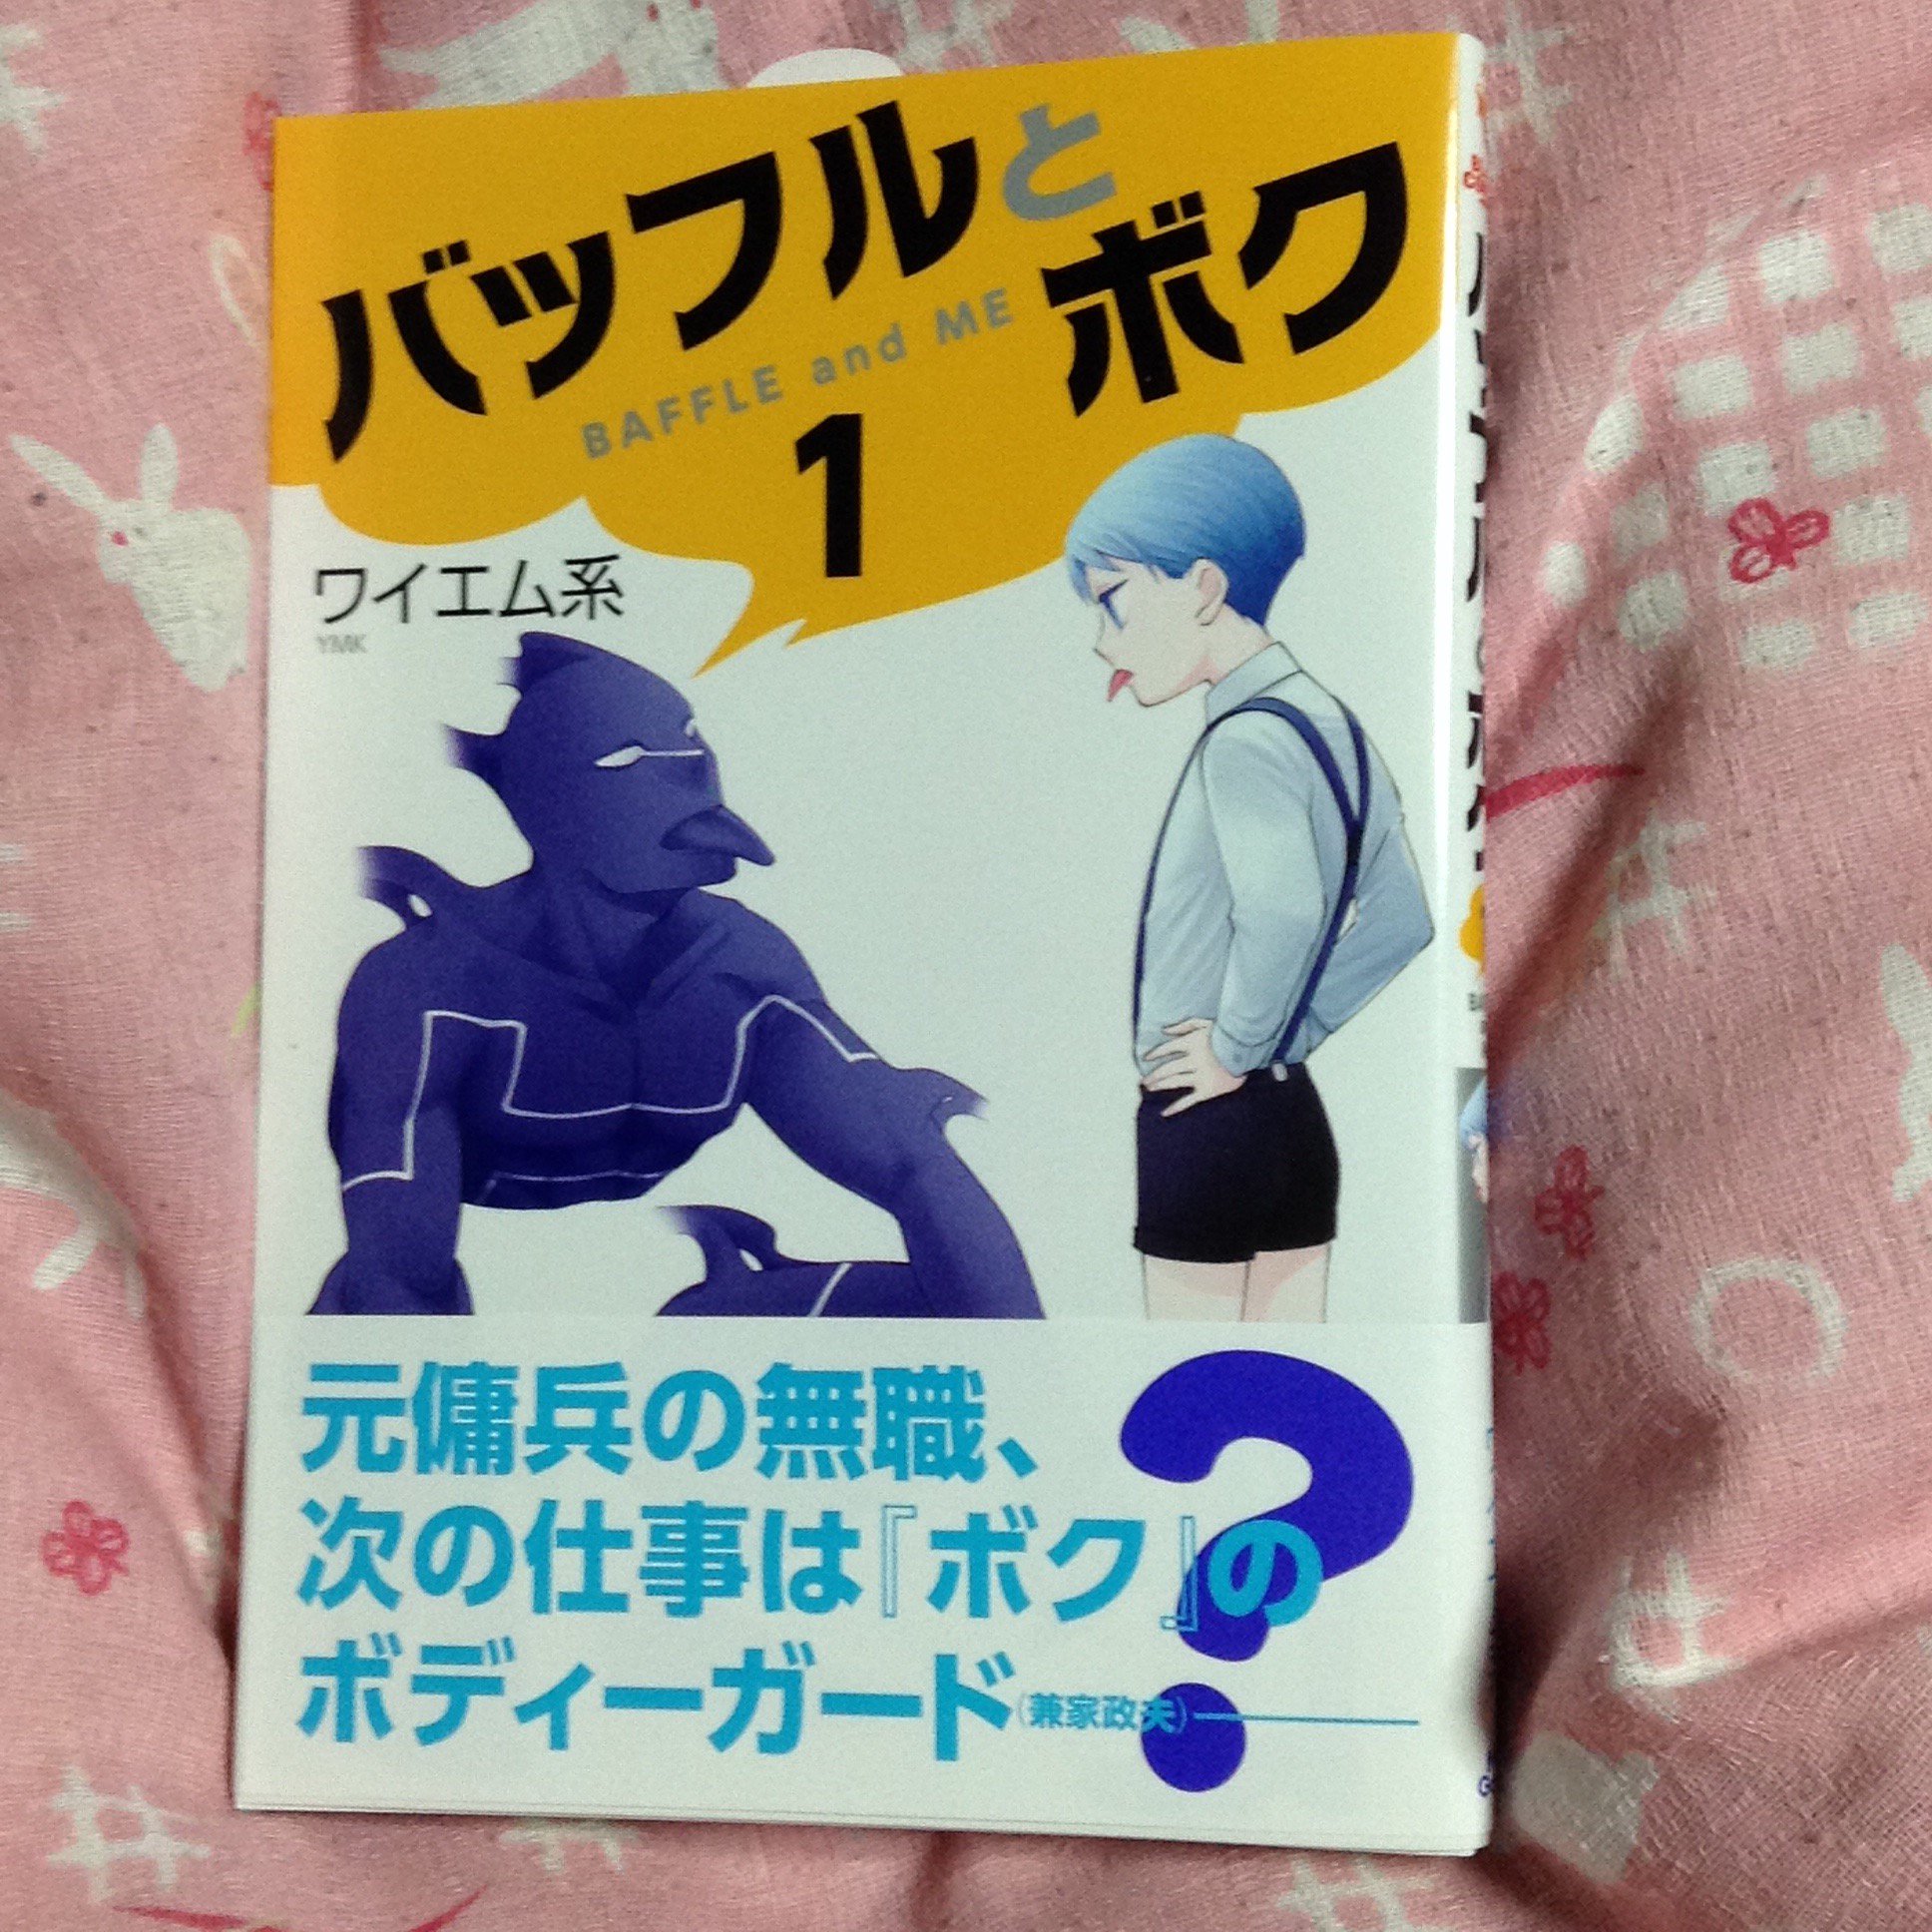 バッフルと
ボク
BAFFLE and ME
1
ワイエム系
YMK
元傭兵の無職、
次の仕事は『ボク』の
ボディーガード(兼家政夫)―
?